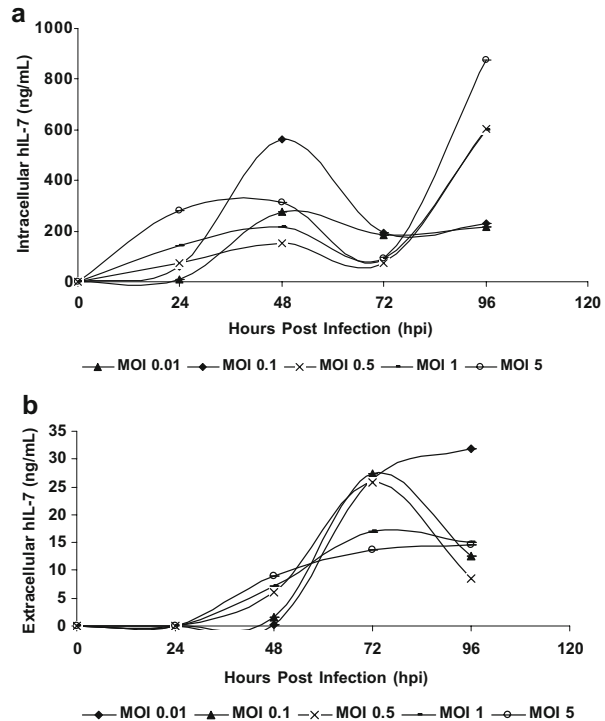 a
Intracellular hIL-7 (ng/mL)
1000
800
600
400
200
0
0 24 48 72 96 120
Hours Post Infection (hpi)
MOI 0.01 MOI 0.1 MOI 0.5 MOI 1 MOI 5
b
Extracellular hIL-7 (ng/mL)
35
30
25
20
15
10
5
0
0 24 48 72 96 120
Hours Post Infection (hpi)
MOI 0.01 MOI 0.1 MOI 0.5 MOI 1 MOI 5